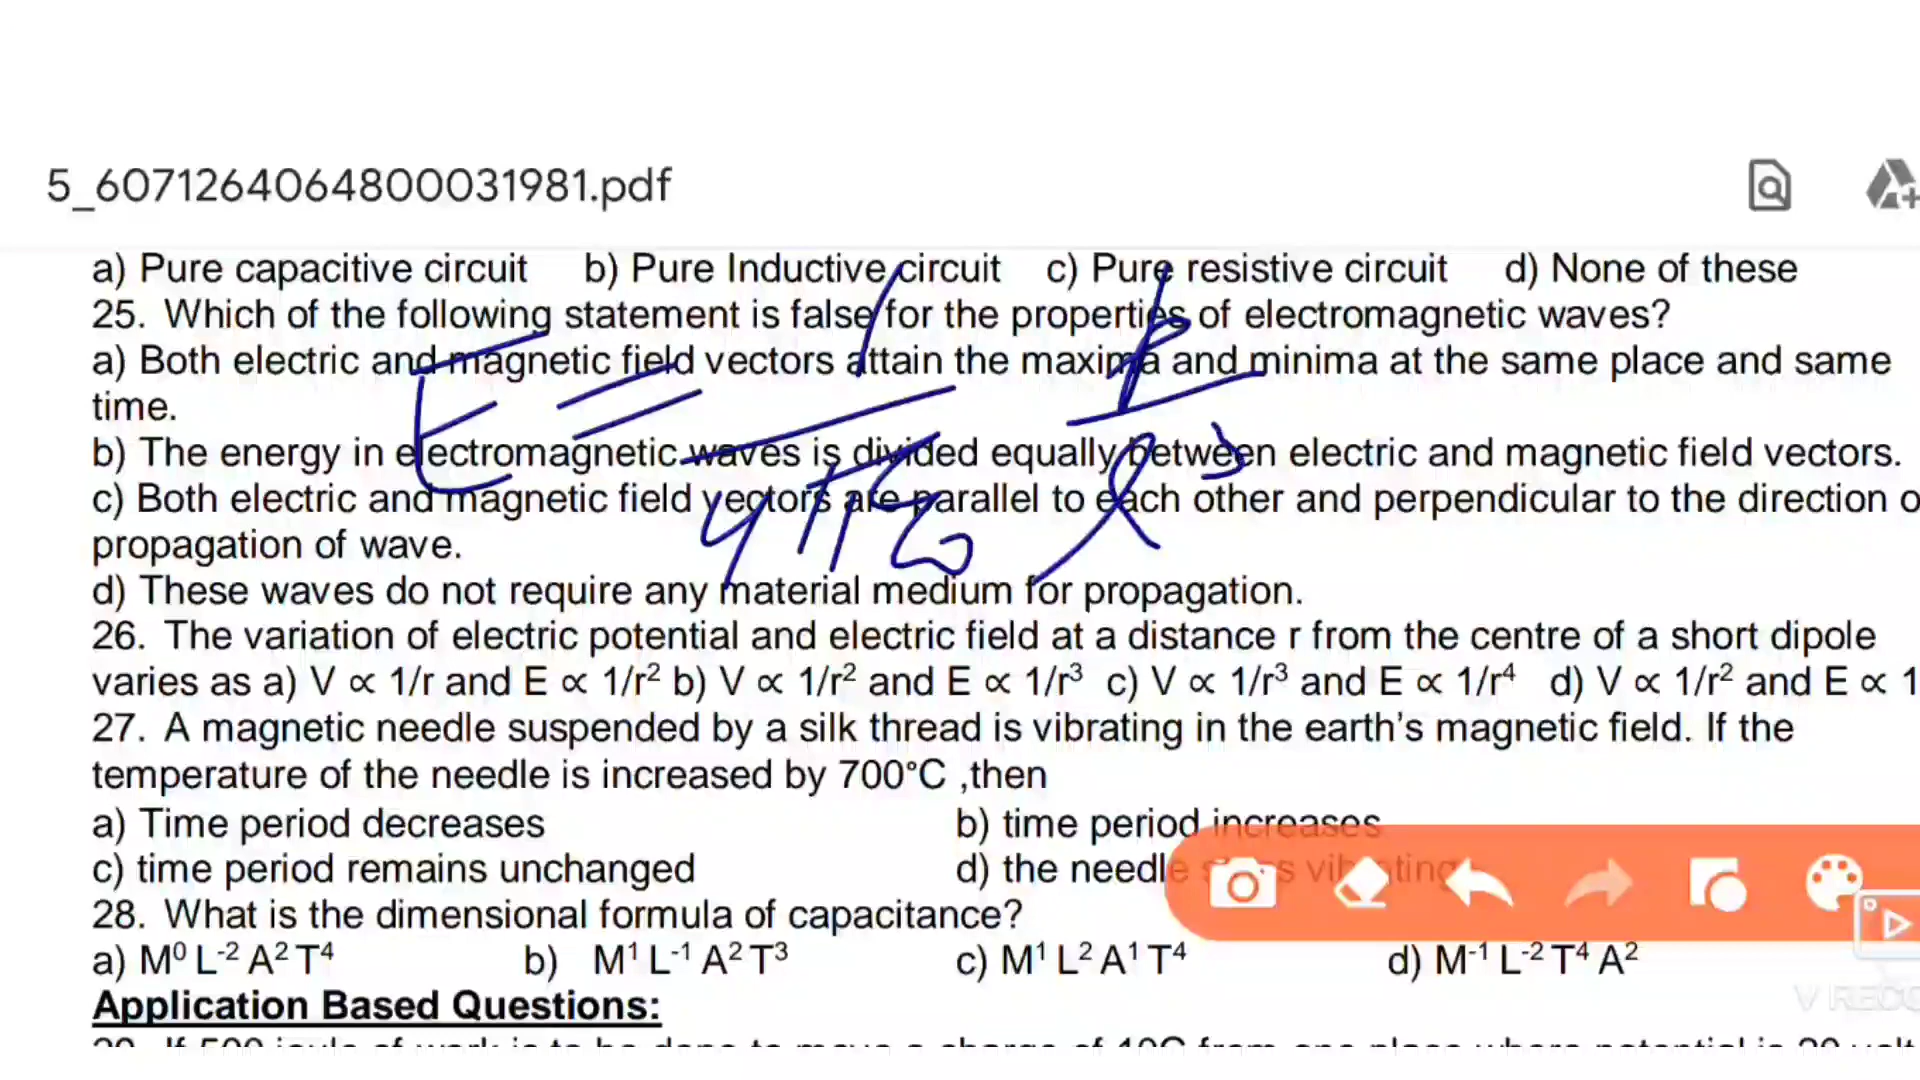 5_6071264064800031981.pdf
a) Pure capacitive circuit b) Pure Inductive circuit c) Pure resistive circuit d) None of these
25. Which of the following statement is false for the properties of electromagnetic waves?
a) Both electric and magnetic field vectors attain the maxima and minima at the same place and same
time.
b) The energy in electromagnetic waves is divided equally between electric and magnetic field vectors.
c) Both electric and magnetic field vectors are parallel to each other and perpendicular to the direction o
propagation of wave.
d) These waves do not require any material medium for propagation.
E = 1/4πε₀ p/r³
26. The variation of electric potential and electric field at a distance r from the centre of a short dipole
varies as a) V ∝ 1/r and E ∝ 1/r² b) V ∝ 1/r² and E ∝ 1/r³ c) V ∝ 1/r³ and E ∝ 1/r⁴ d) V ∝ 1/r² and E ∝ 1
27. A magnetic needle suspended by a silk thread is vibrating in the earth's magnetic field. If the
temperature of the needle is increased by 700°C ,then
a) Time period decreases b) time period increases
c) time period remains unchanged d) the needle stops vibrating
28. What is the dimensional formula of capacitance?
a) M⁰ L⁻² A² T⁴ b) M¹ L⁻¹ A² T³ c) M¹ L² A¹ T⁴ d) M⁻¹ L⁻² T⁴ A²
Application Based Questions:
V RECO